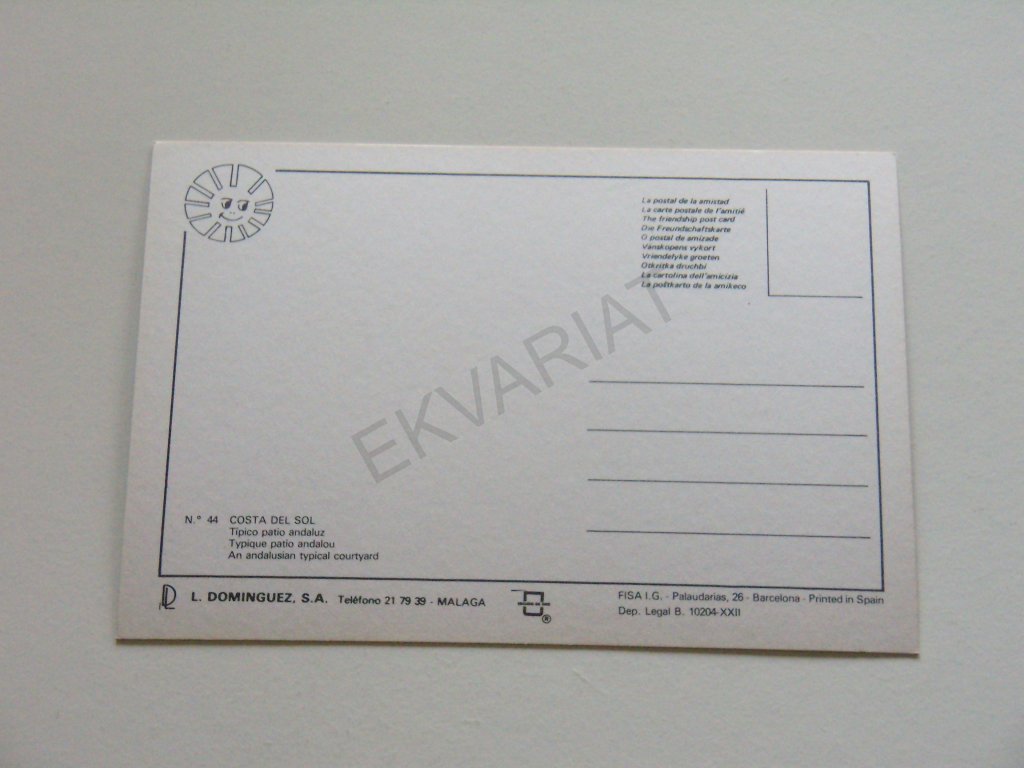 La postal de la amistad
La carte postale de l'amitié
The friendship post card
Die Freundschaftskarte
O postal de amizade
Vänskapens vykort
Vriendelyke groeten
Otkritka druchbi
La cartolina dell'amicizia
La poŝtkarto de la amikeco
EKVARIAT
N.° 44 COSTA DEL SOL
Típico patio andaluz
Typique patio andalou
An andalusian typical courtyard
L. DOMINGUEZ, S.A. Teléfono 21 79 39 - MALAGA
®
FISA I.G. - Palaudarias, 26 - Barcelona - Printed in Spain
Dep. Legal B. 10204-XXII